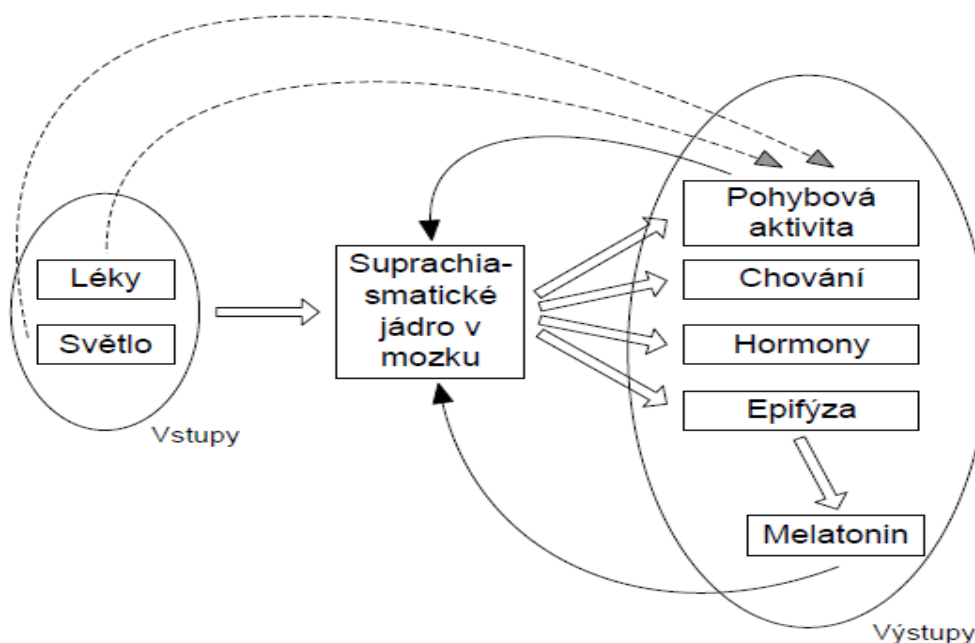 Léky
Světlo
Vstupy
Suprachia-
smatické
jádro v
mozku
Pohybová
aktivita
Chování
Hormony
Epifýza
Melatonin
Výstupy